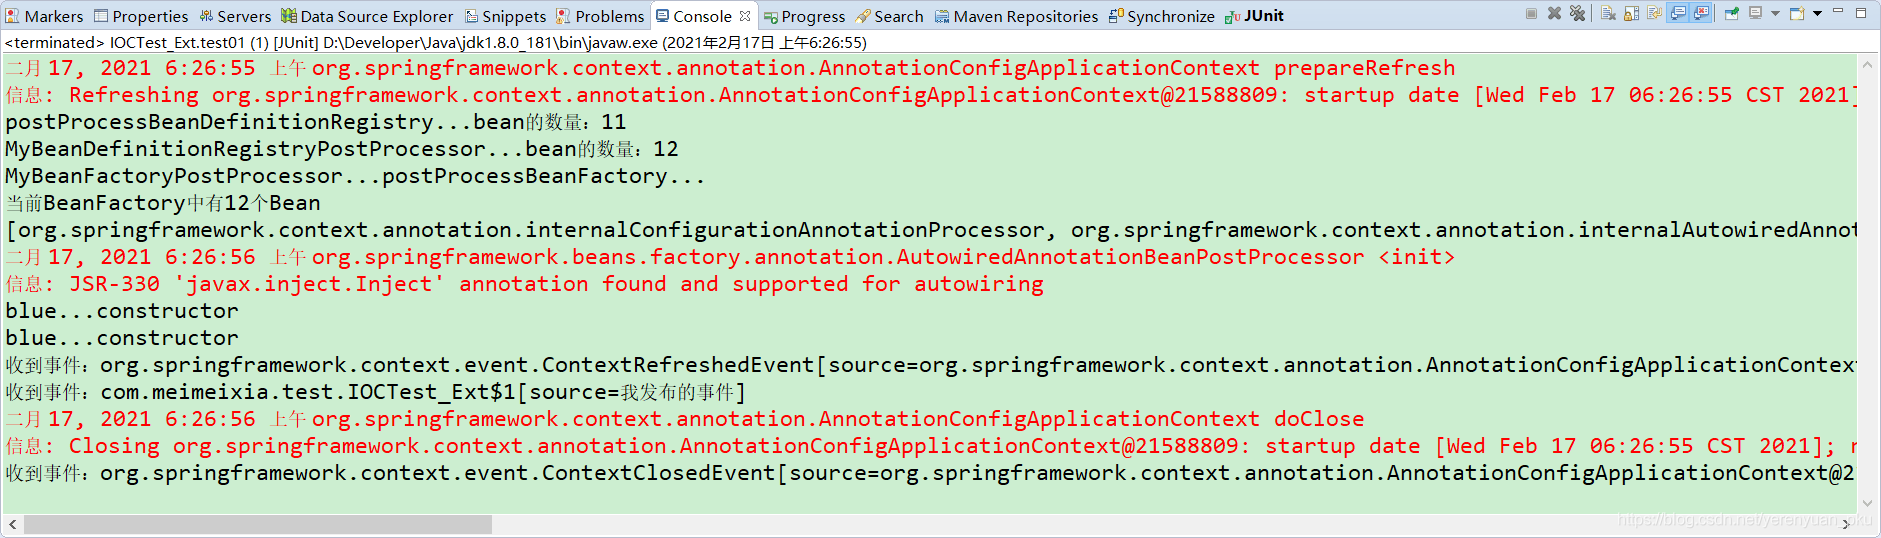 Markers Properties Servers Data Source Explorer Snippets Problems Console Progress Search Maven Repositories Synchronize JUnit
<terminated> IOCTest_Ext.test01 (1) [JUnit] D:\Developer\Java\jdk1.8.0_181\bin\javaw.exe (2021年2月17日 上午6:26:55)
二月 17, 2021 6:26:55 上午 org.springframework.context.annotation.AnnotationConfigApplicationContext prepareRefresh
信息: Refreshing org.springframework.context.annotation.AnnotationConfigApplicationContext@21588809: startup date [Wed Feb 17 06:26:55 CST 2021]
postProcessBeanDefinitionRegistry...bean的数量：11
MyBeanDefinitionRegistryPostProcessor...bean的数量：12
MyBeanFactoryPostProcessor...postProcessBeanFactory...
当前BeanFactory中有12个Bean
[org.springframework.context.annotation.internalConfigurationAnnotationProcessor, org.springframework.context.annotation.internalAutowiredAnnot
二月 17, 2021 6:26:56 上午 org.springframework.beans.factory.annotation.AutowiredAnnotationBeanPostProcessor <init>
信息: JSR-330 'javax.inject.Inject' annotation found and supported for autowiring
blue...constructor
blue...constructor
收到事件：org.springframework.context.event.ContextRefreshedEvent[source=org.springframework.context.annotation.AnnotationConfigApplicationContext
收到事件：com.meimeixia.test.IOCTest_Ext$1[source=我发布的事件]
二月 17, 2021 6:26:56 上午 org.springframework.context.annotation.AnnotationConfigApplicationContext doClose
信息: Closing org.springframework.context.annotation.AnnotationConfigApplicationContext@21588809: startup date [Wed Feb 17 06:26:55 CST 2021]; r
收到事件：org.springframework.context.event.ContextClosedEvent[source=org.springframework.context.annotation.AnnotationConfigApplicationContext@2
https://blog.csdn.net/yerenyuan_pku